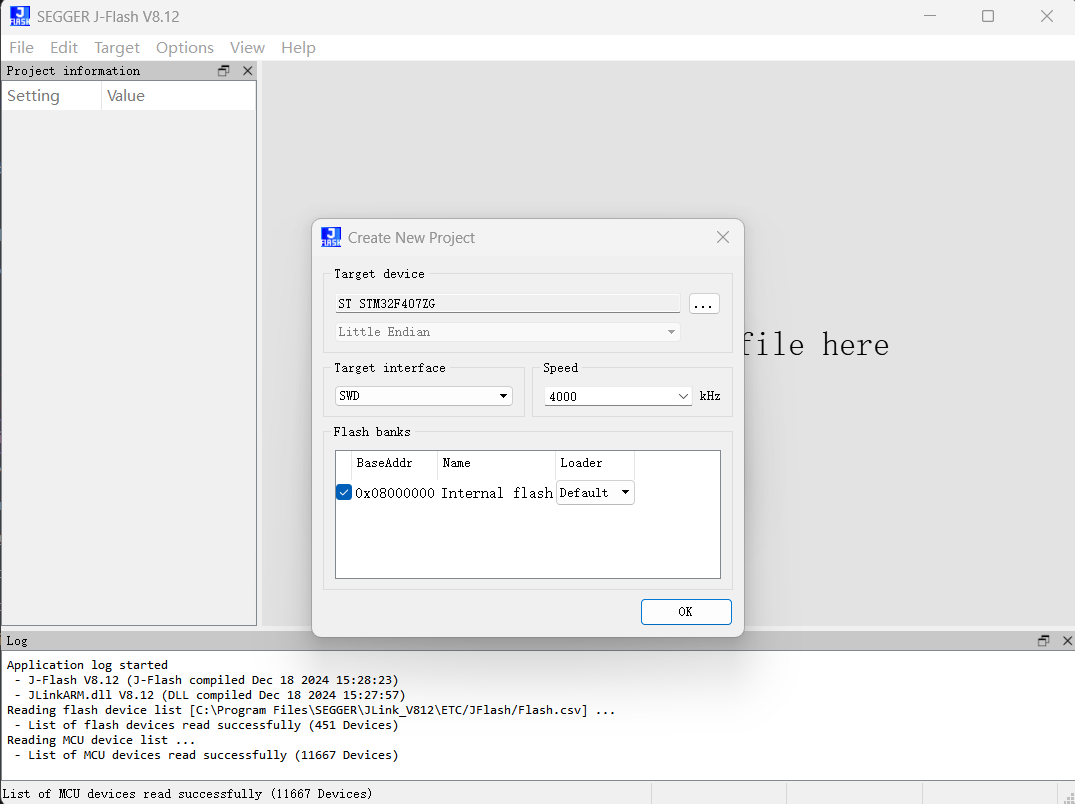 SEGGER J-Flash V8.12
File Edit Target Options View Help
Project information
Setting Value
file here
Create New Project
Target device
ST STM32F407ZG
...
Little Endian
Target interface
SWD
Speed
4000 kHz
Flash banks
BaseAddr Name Loader
0x08000000 Internal flash Default
OK
Log
Application log started
- J-Flash V8.12 (J-Flash compiled Dec 18 2024 15:28:23)
- JLinkARM.dll V8.12 (DLL compiled Dec 18 2024 15:27:57)
Reading flash device list [C:\Program Files\SEGGER\JLink_V812\ETC/JFlash/Flash.csv] ...
- List of flash devices read successfully (451 Devices)
Reading MCU device list ...
- List of MCU devices read successfully (11667 Devices)
List of MCU devices read successfully (11667 Devices)